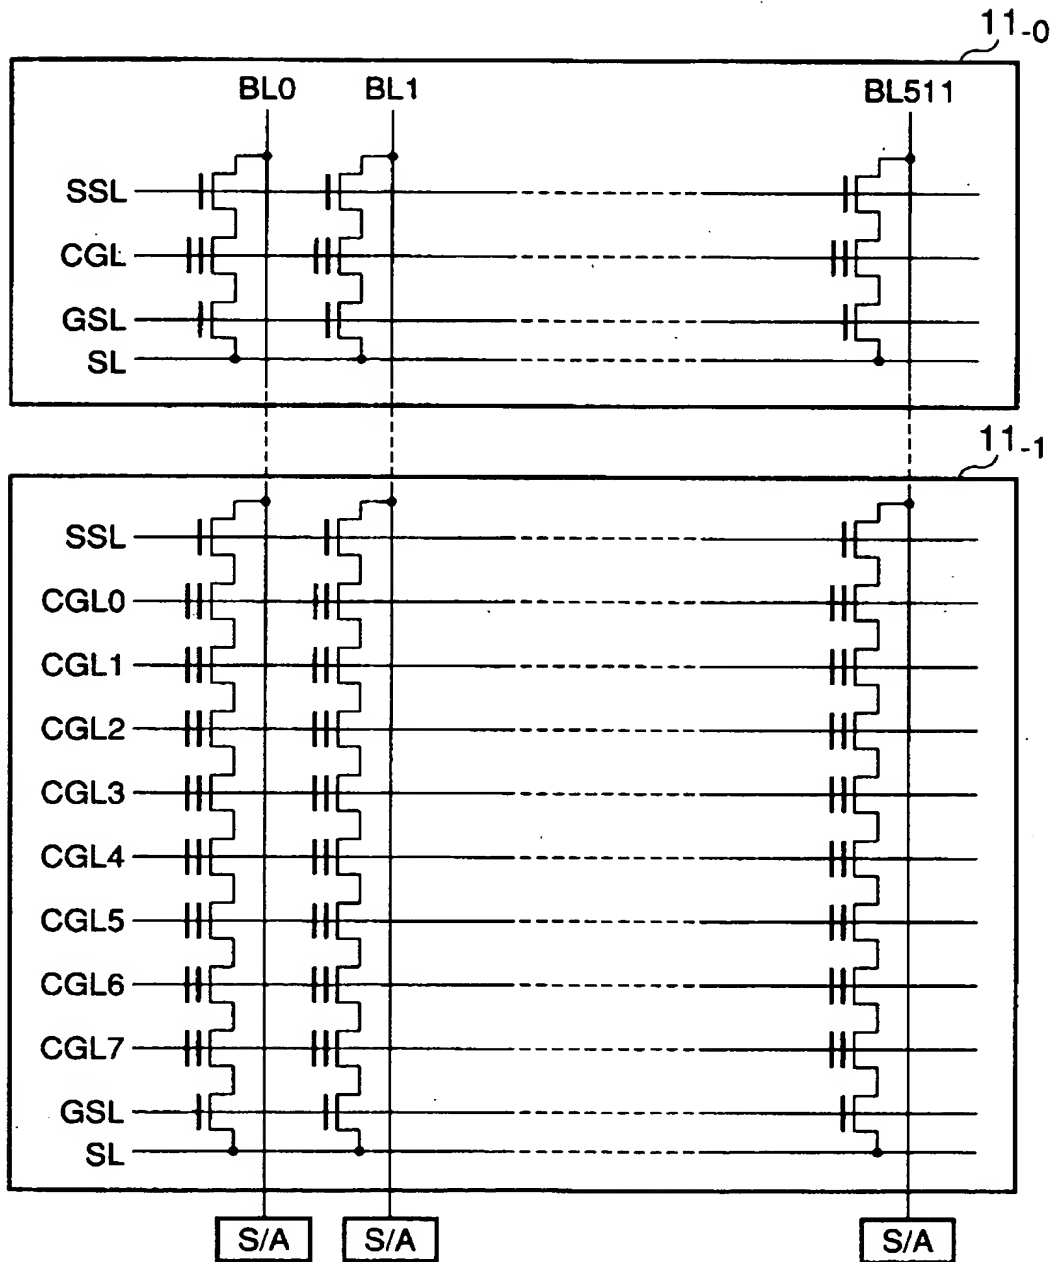 11-0
BL0 BL1 BL511
SSL
CGL
GSL
SL
11-1
SSL
CGL0
CGL1
CGL2
CGL3
CGL4
CGL5
CGL6
CGL7
GSL
SL
S/A S/A S/A